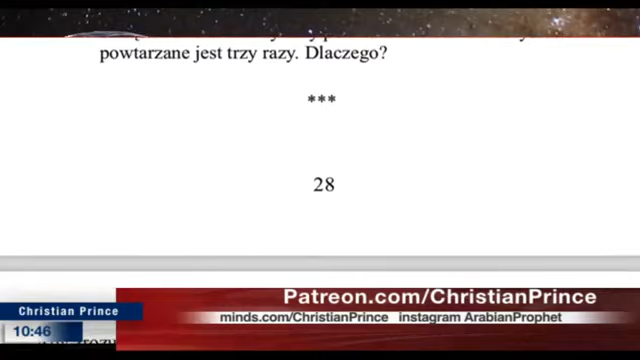 powtarzane jest trzy razy. Dlaczego?
***
28
Patreon.com/ChristianPrince
Christian Prince
minds.com/ChristianPrince instagram ArabianProphet
10:46